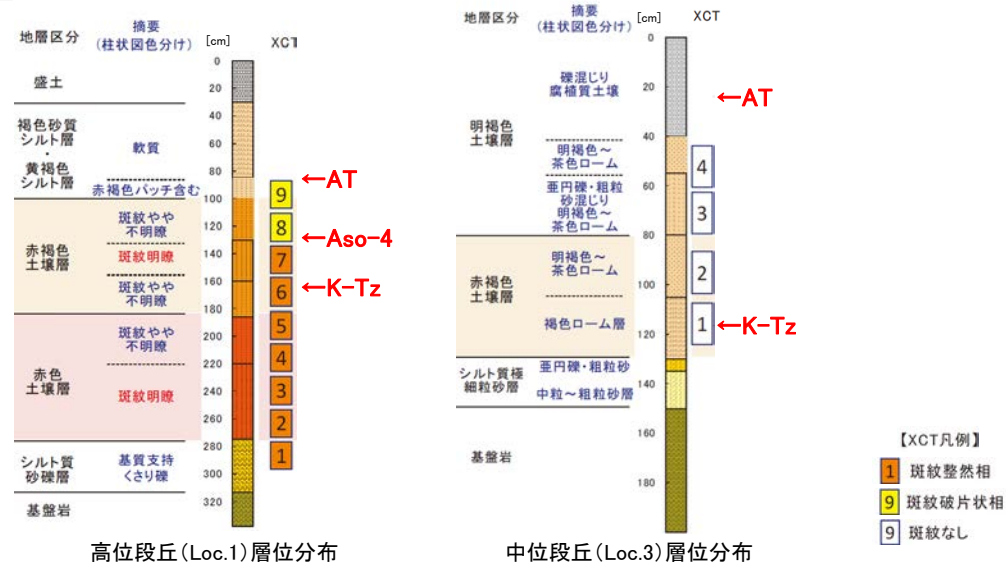 地層区分
摘要
(柱状図色分け)
[cm]
XCT
盛土
褐色砂質
シルト層
・
黄褐色
シルト層
軟質
赤褐色パッチ含む
赤褐色
土壌層
斑紋やや
不明瞭
斑紋明瞭
斑紋やや
不明瞭
赤色
土壌層
斑紋やや
不明瞭
斑紋明瞭
シルト質
砂礫層
基質支持
くさり礫
基盤岩
0
20
40
60
80
100
120
140
160
180
200
220
240
260
280
300
320
9
8
7
6
5
4
3
2
1
←AT
←Aso-4
←K-Tz
高位段丘(Loc.1)層位分布
地層区分
摘要
(柱状図色分け)
[cm]
XCT
明褐色
土壌層
礫混じり
腐植質土壌
明褐色～
茶色ローム
亜円礫・粗粒
砂混じり
明褐色～
茶色ローム
赤褐色
土壌層
明褐色～
茶色ローム
褐色ローム層
シルト質極
細粒砂層
亜円礫・粗粒砂
中粒～粗粒砂層
基盤岩
0
20
40
60
80
100
120
140
160
180
4
3
2
1
←AT
←K-Tz
中位段丘(Loc.3)層位分布
【XCT凡例】
1 斑紋整然相
9 斑紋破片状相
9 斑紋なし